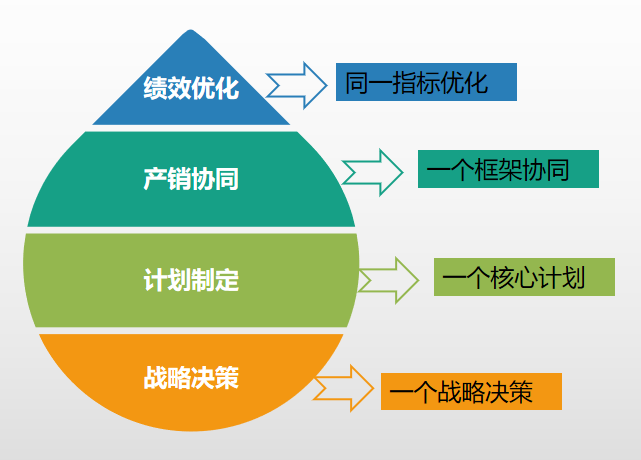 绩效优化
同一指标优化
产销协同
一个框架协同
计划制定
一个核心计划
战略决策
一个战略决策